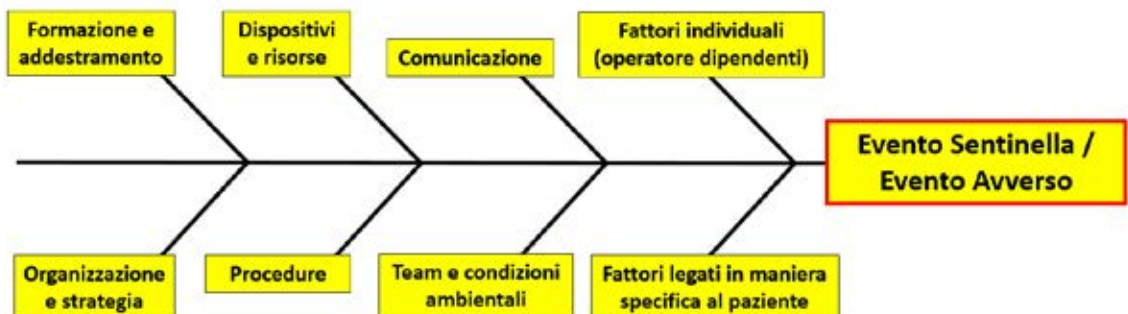 Formazione e
addestramento
Dispositivi
e risorse
Comunicazione
Fattori individuali
(operatore dipendenti)
Evento Sentinella /
Evento Avverso
Organizzazione
e strategia
Procedure
Team e condizioni
ambientali
Fattori legati in maniera
specifica al paziente